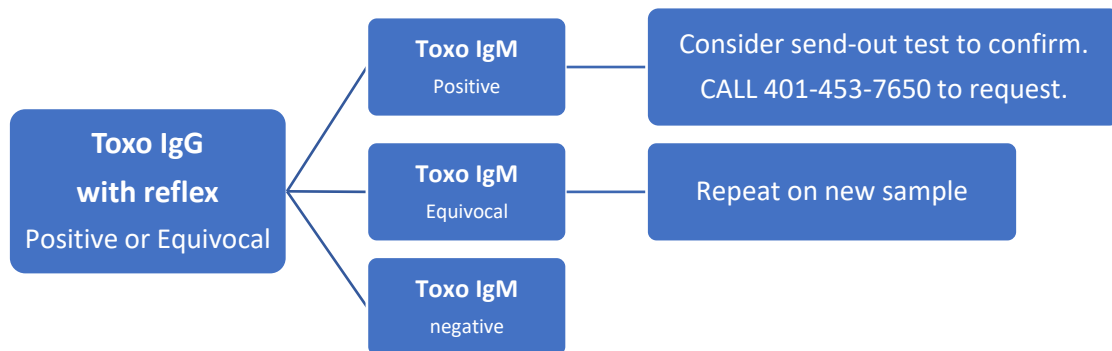 Toxo IgG
with reflex
Positive or Equivocal
Toxo IgM
Positive
Consider send-out test to confirm.
CALL 401-453-7650 to request.
Toxo IgM
Equivocal
Repeat on new sample
Toxo IgM
negative